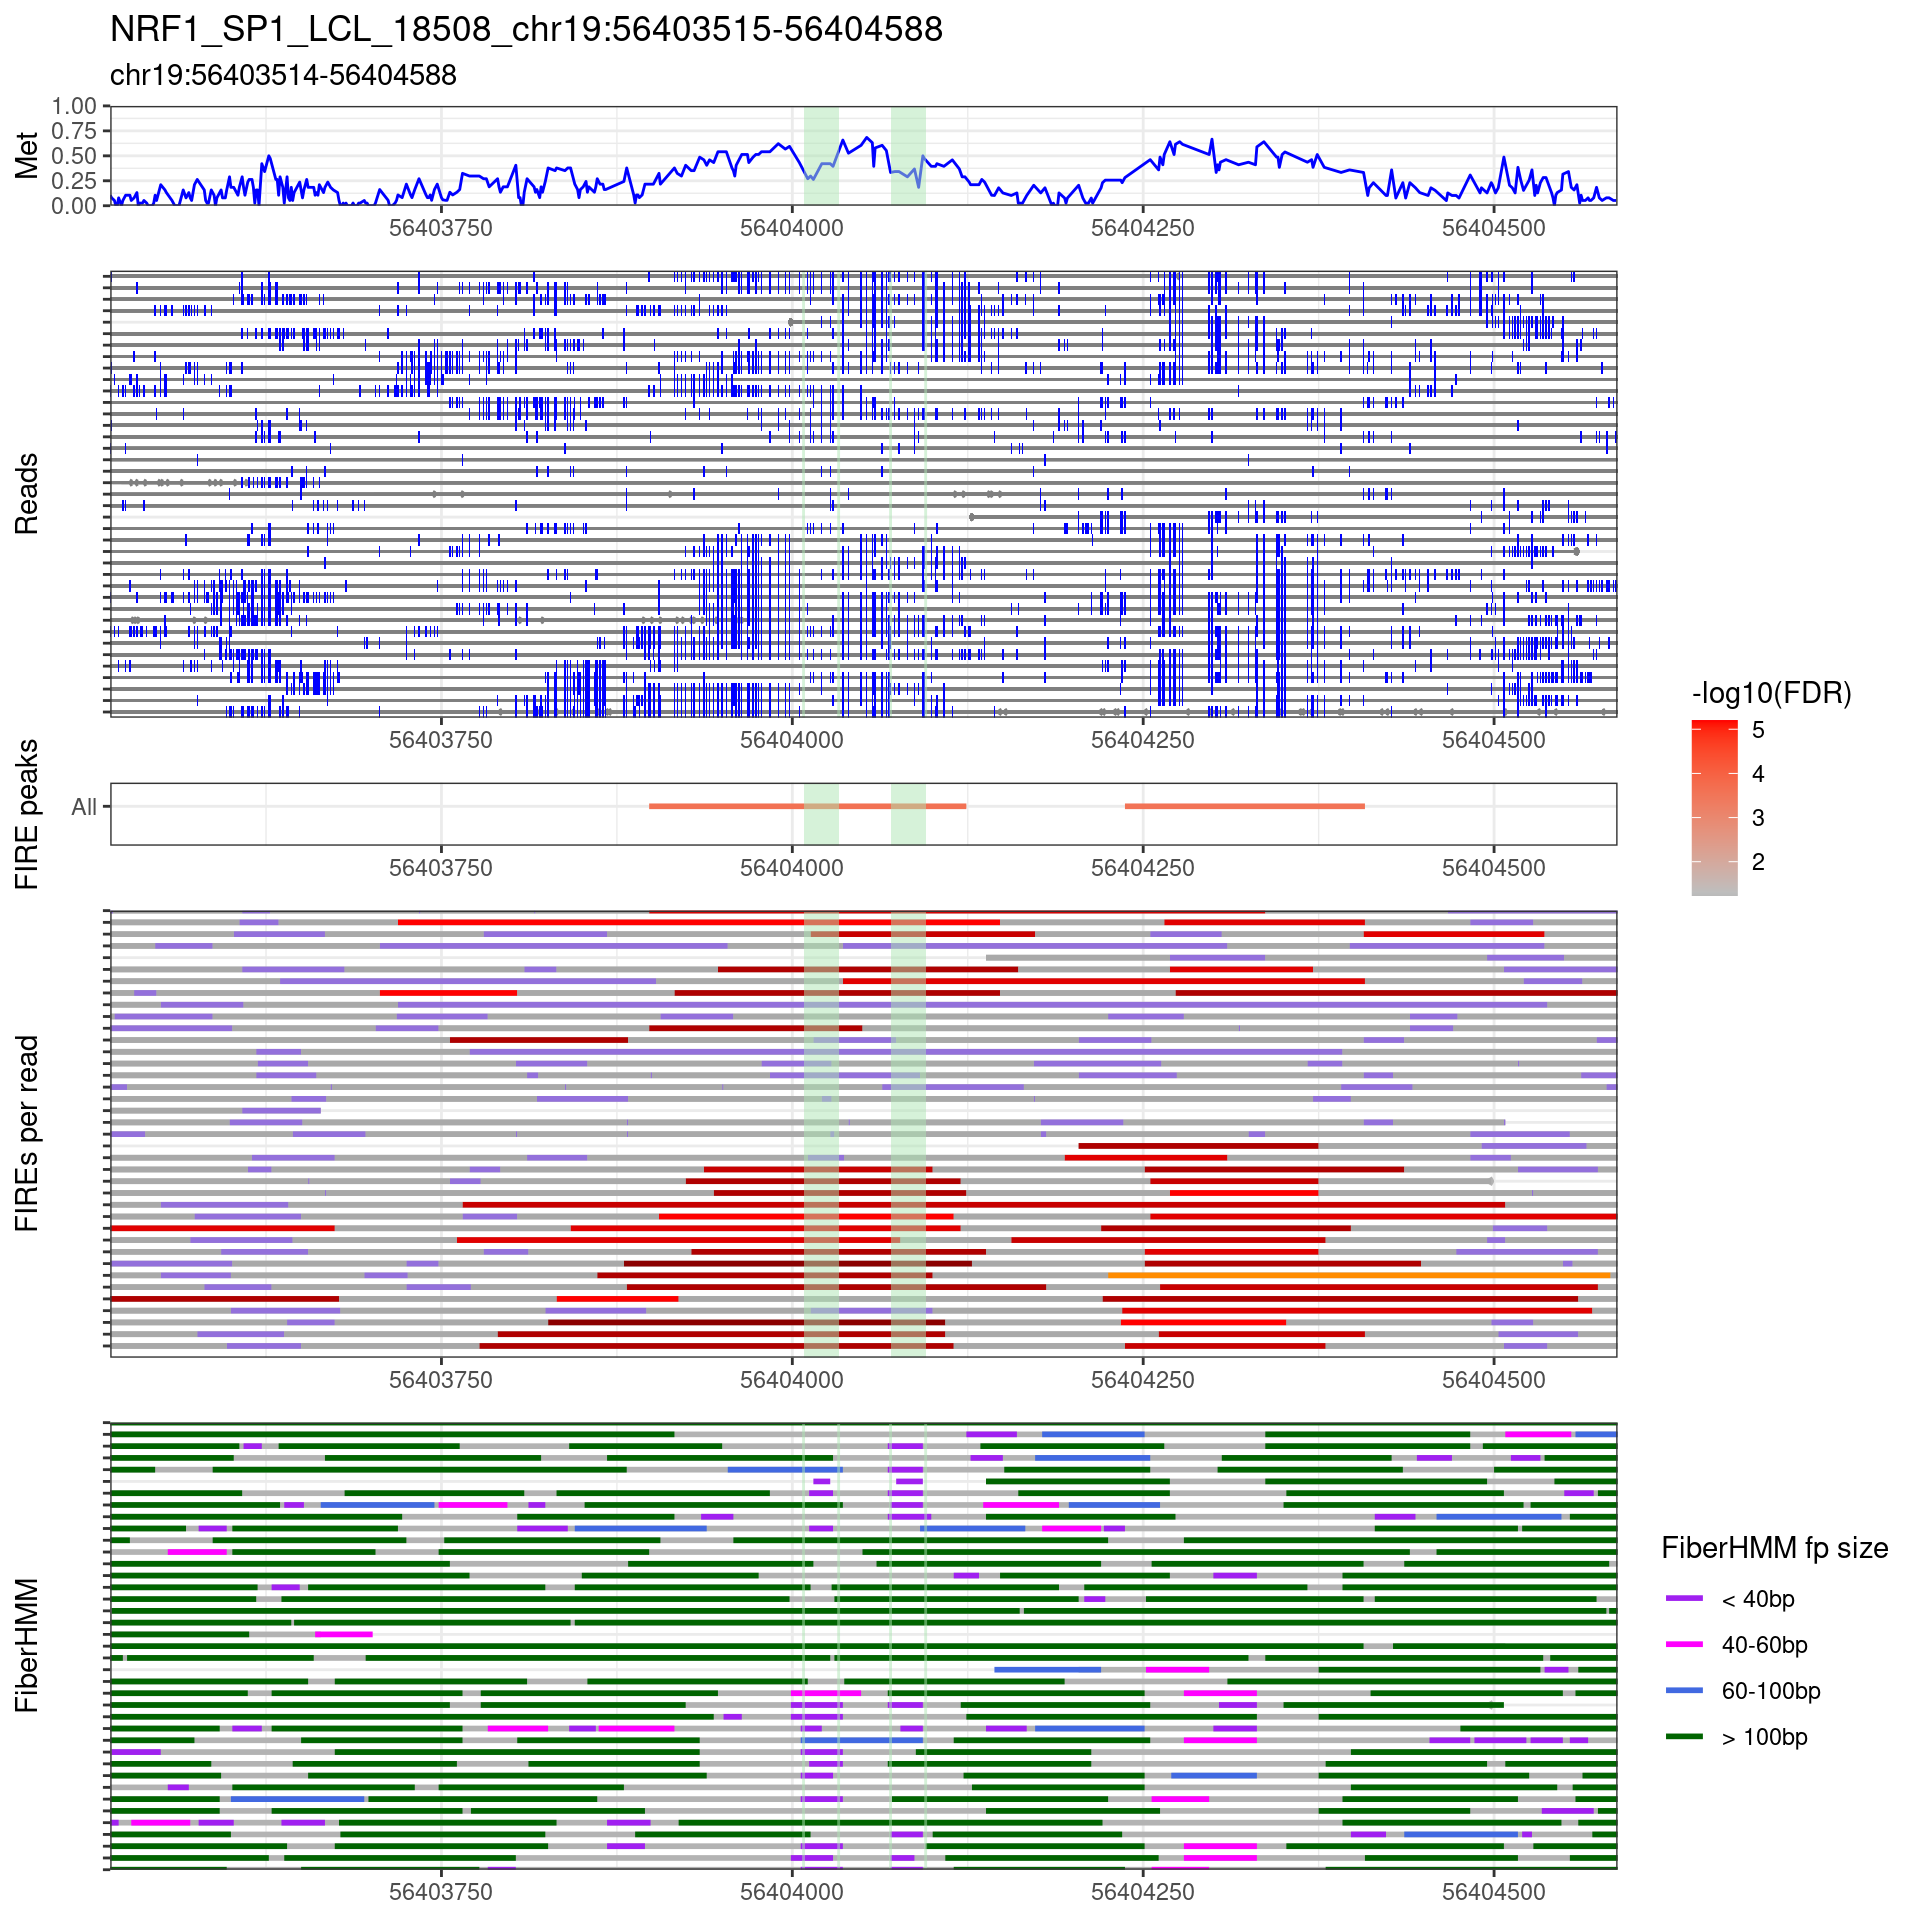 NRF1_SP1_LCL_18508_chr19:56403515-56404588
chr19:56403514-56404588
Met
1.00
0.75
0.50
0.25
0.00
56403750 56404000 56404250 56404500
Reads
56403750 56404000 56404250 56404500
FIRE peaks
All
56403750 56404000 56404250 56404500
-log10(FDR)
5
4
3
2
FIREs per read
56403750 56404000 56404250 56404500
FiberHMM
56403750 56404000 56404250 56404500
FiberHMM fp size
< 40bp
40-60bp
60-100bp
> 100bp